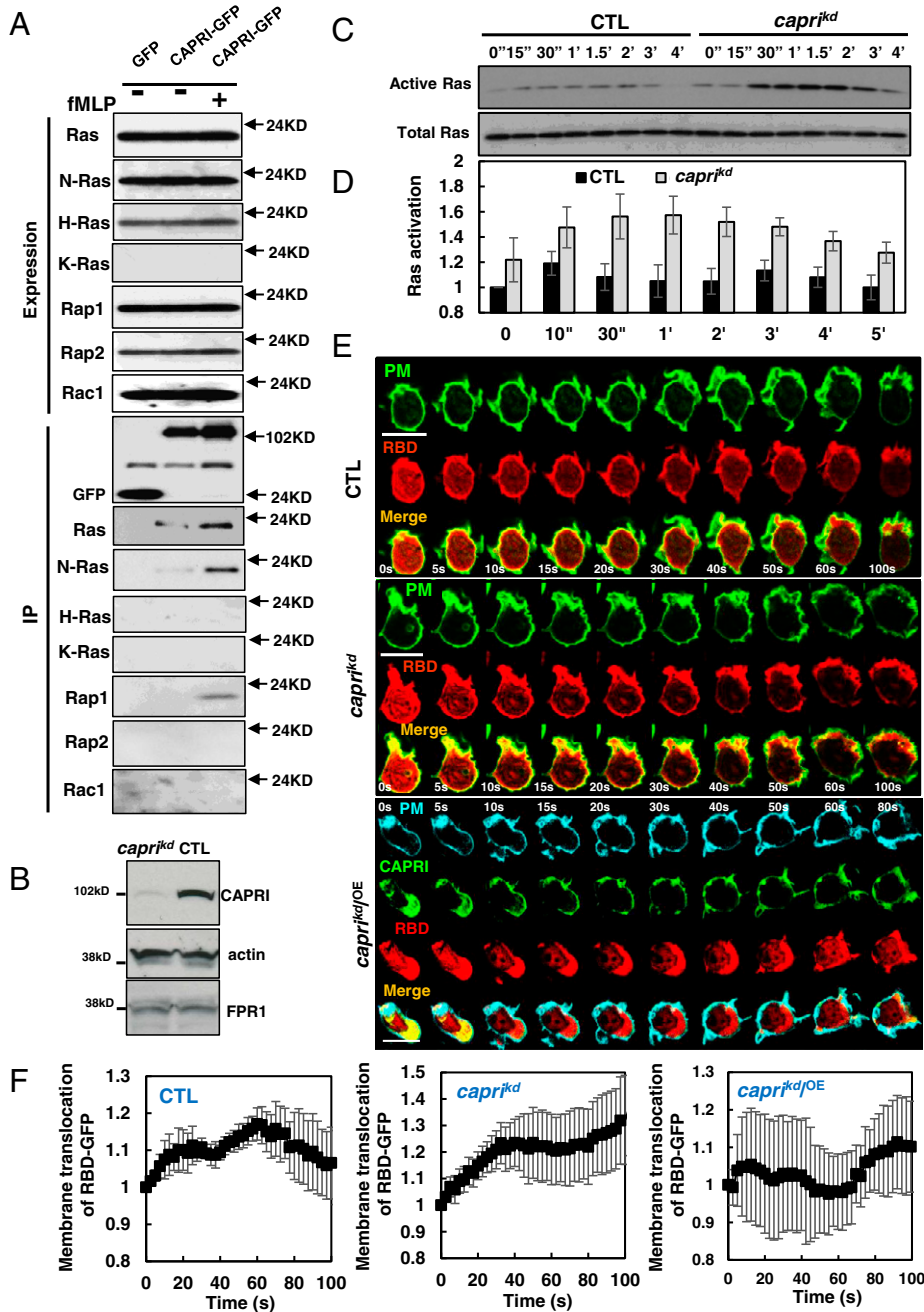 A
GFP
CAPRI-GFP
CAPRI-GFP
fMLP - - +
Expression
Ras 24KD
N-Ras 24KD
H-Ras 24KD
K-Ras 24KD
Rap1 24KD
Rap2 24KD
Rac1 24KD
IP
102KD
GFP 24KD
Ras 24KD
N-Ras 24KD
H-Ras 24KD
K-Ras 24KD
Rap1 24KD
Rap2 24KD
Rac1 24KD
B
capri^kd CTL
102kD CAPRI
38kD actin
38kD FPR1
C
CTL capri^kd
0" 15" 30" 1' 1.5' 2' 3' 4' 0" 15" 30" 1' 1.5' 2' 3' 4'
Active Ras
Total Ras
D
CTL capri^kd
Ras activation
2
1.8
1.6
1.4
1.2
1
0.8
0 10" 30" 1' 2' 3' 4' 5'
E
CTL
PM
RBD
Merge
0s 5s 10s 15s 20s 30s 40s 50s 60s 100s
capri^kd
PM
RBD
Merge
0s 5s 10s 15s 20s 30s 40s 50s 60s 100s
capri^kd/OE
PM 0s 5s 10s 15s 20s 30s 40s 50s 60s 80s
CAPRI
RBD
Merge
F
CTL
Membrane translocation
of RBD-GFP
1.3
1.2
1.1
1
0.9
0.8
0 20 40 60 80 100
Time (s)
capri^kd
Membrane translocation
of RBD-GFP
1.5
1.4
1.3
1.2
1.1
1
0.9
0.8
0 20 40 60 80 100
Time (s)
capri^kd/OE
Membrane translocation
of RBD-GFP
1.3
1.2
1.1
1
0.9
0.8
0 20 40 60 80 100
Time (s)